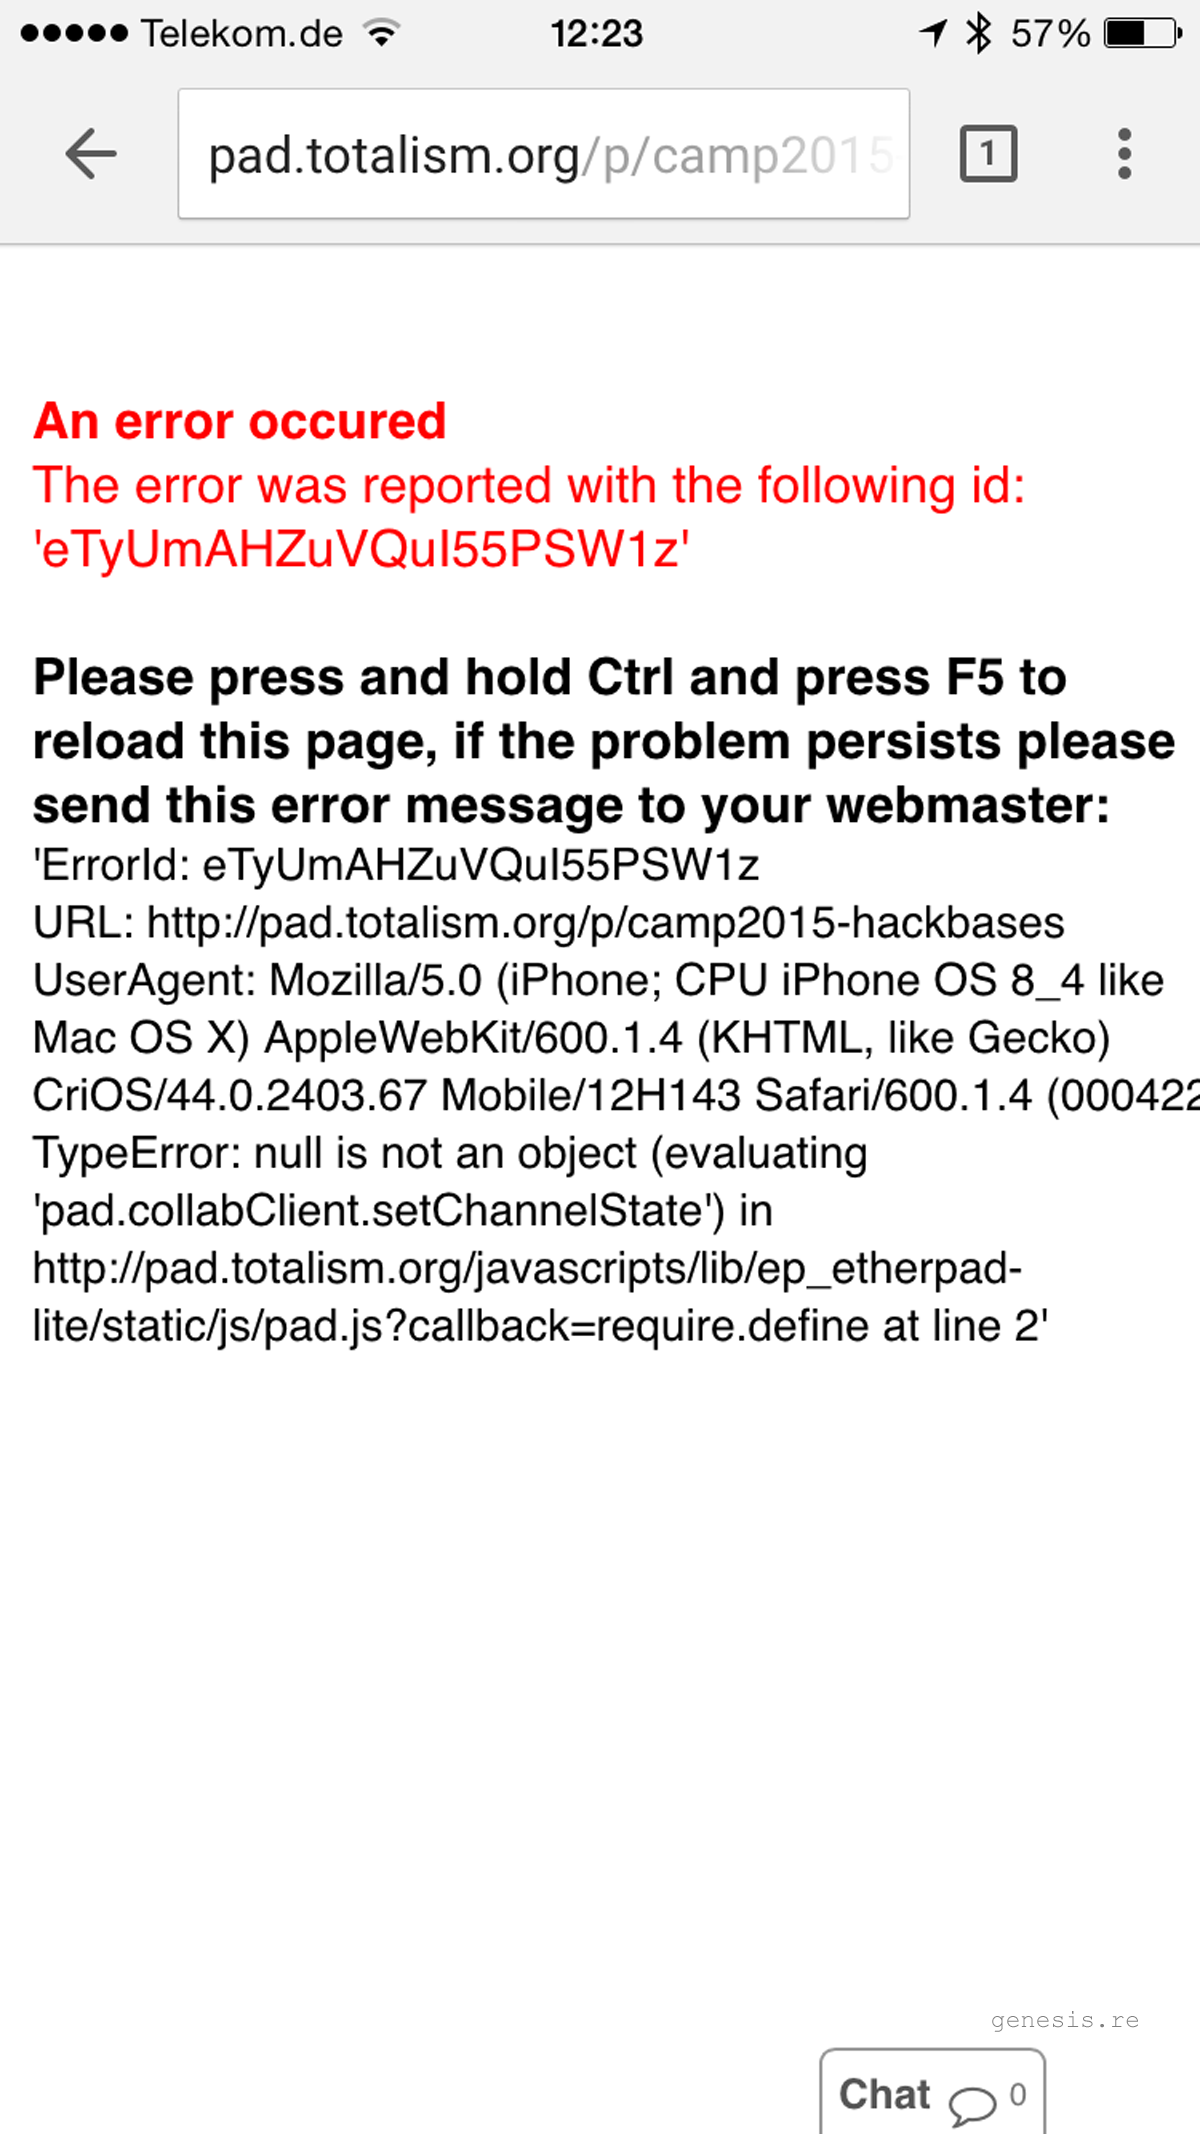 Telekom.de 12:23 57%
pad.totalism.org/p/camp2015-
1
An error occured
The error was reported with the following id:
'eTyUmAHZuVQuI55PSW1z'
Please press and hold Ctrl and press F5 to
reload this page, if the problem persists please
send this error message to your webmaster:
'ErrorId: eTyUmAHZuVQuI55PSW1z
URL: http://pad.totalism.org/p/camp2015-hackbases
UserAgent: Mozilla/5.0 (iPhone; CPU iPhone OS 8_4 like
Mac OS X) AppleWebKit/600.1.4 (KHTML, like Gecko)
CriOS/44.0.2403.67 Mobile/12H143 Safari/600.1.4 (000422
TypeError: null is not an object (evaluating
'pad.collabClient.setChannelState') in
http://pad.totalism.org/javascripts/lib/ep_etherpad-
lite/static/js/pad.js?callback=require.define at line 2'
genesis.re
Chat 0